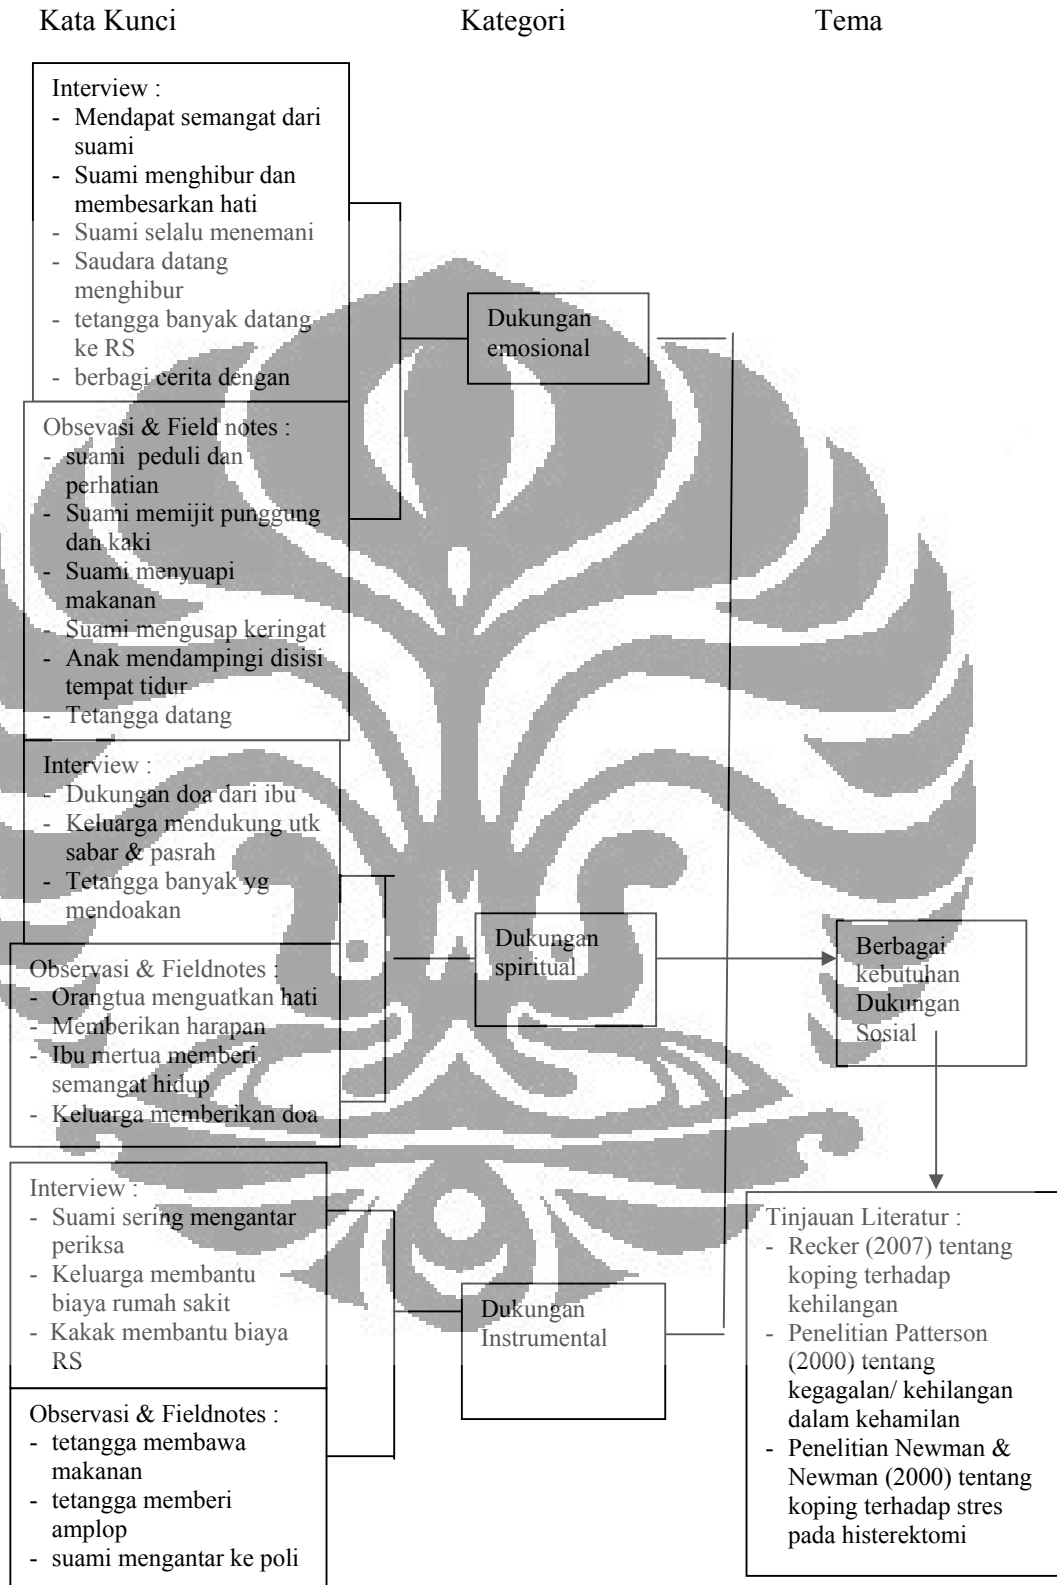 Kata Kunci
Kategori
Tema
Interview :
- Mendapat semangat dari
suami
- Suami menghibur dan
membesarkan hati
- Suami selalu menemani
- Saudara datang
menghibur
- tetangga banyak datang
ke RS
- berbagi cerita dengan
Obsevasi & Field notes :
- suami peduli dan
perhatian
- Suami memijit punggung
dan kaki
- Suami menyuapi
makanan
- Suami mengusap keringat
- Anak mendampingi disisi
tempat tidur
- Tetangga datang
Dukungan
emosional
Interview :
- Dukungan doa dari ibu
- Keluarga mendukung utk
sabar & pasrah
- Tetangga banyak yg
mendoakan
Observasi & Fieldnotes :
- Orangtua menguatkan hati
- Memberikan harapan
- Ibu mertua memberi
semangat hidup
- Keluarga memberikan doa
Dukungan
spiritual
Interview :
- Suami sering mengantar
periksa
- Keluarga membantu
biaya rumah sakit
- Kakak membantu biaya
RS
Observasi & Fieldnotes :
- tetangga membawa
makanan
- tetangga memberi
amplop
- suami mengantar ke poli
Dukungan
Instrumental
Berbagai
kebutuhan
Dukungan
Sosial
Tinjauan Literatur :
- Recker (2007) tentang
koping terhadap
kehilangan
- Penelitian Patterson
(2000) tentang
kegagalan/ kehilangan
dalam kehamilan
- Penelitian Newman &
Newman (2000) tentang
koping terhadap stres
pada histerektomi